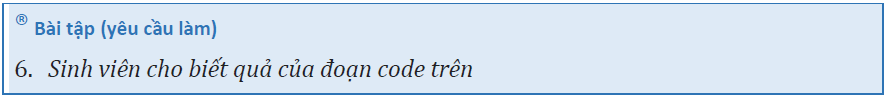 ® Bài tập (yêu cầu làm)
6. Sinh viên cho biết quả của đoạn code trên